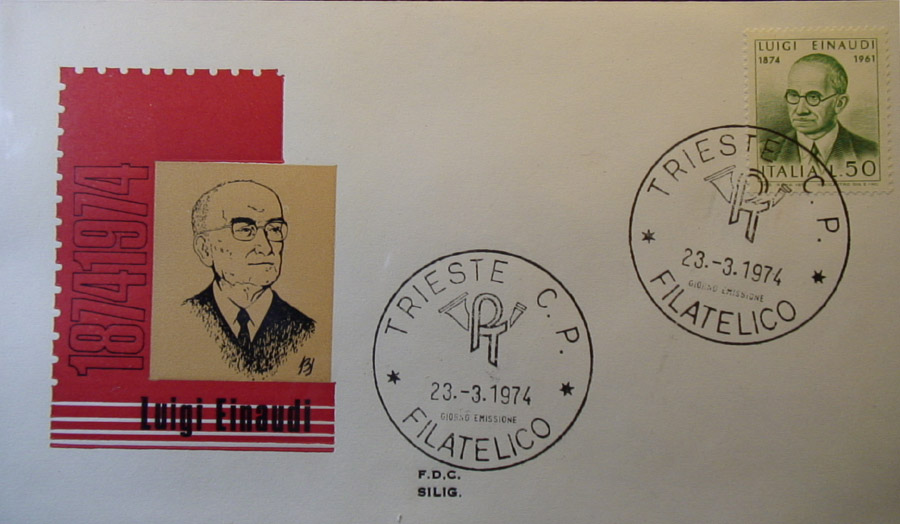 LUIGI EINAUDI
1874 1961
ITALIA L.50
TRIESTE C. P.
23.-3.1974
GIORNO EMISSIONE
FILATELICO
18741974
Luigi Einaudi
TRIESTE C. P.
23.-3.1974
GIORNO EMISSIONE
FILATELICO
F.D.C.
SILIG.